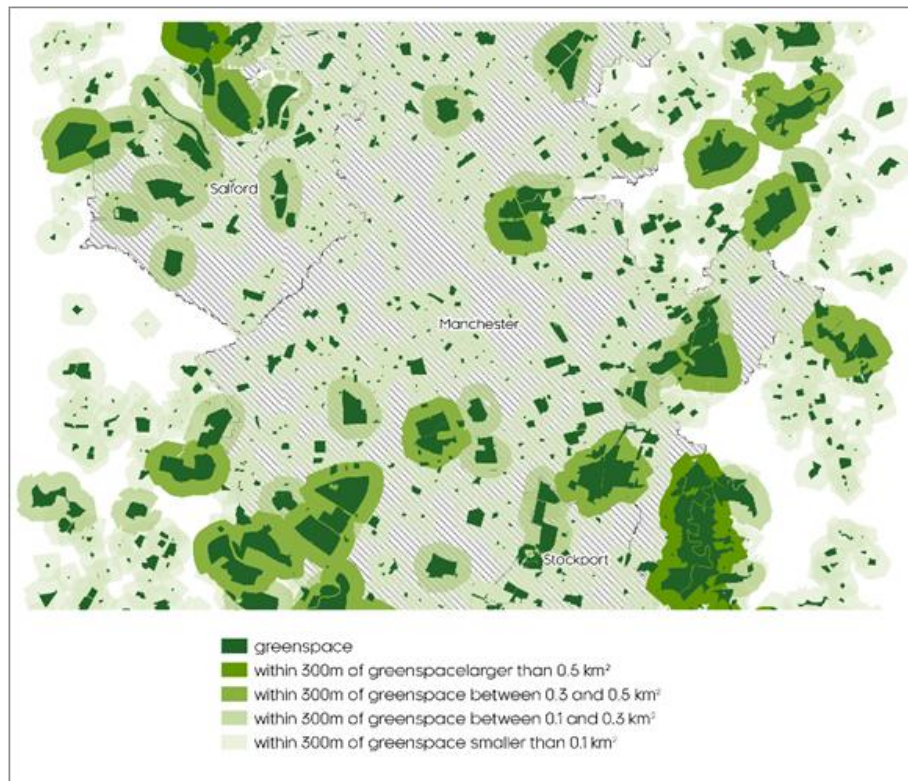 Salford
Manchester
Stockport
greenspace
within 300m of greenspacelarger than 0.5 km²
within 300m of greenspace between 0.3 and 0.5 km²
within 300m of greenspace between 0.1 and 0.3 km²
within 300m of greenspace smaller than 0.1 km²